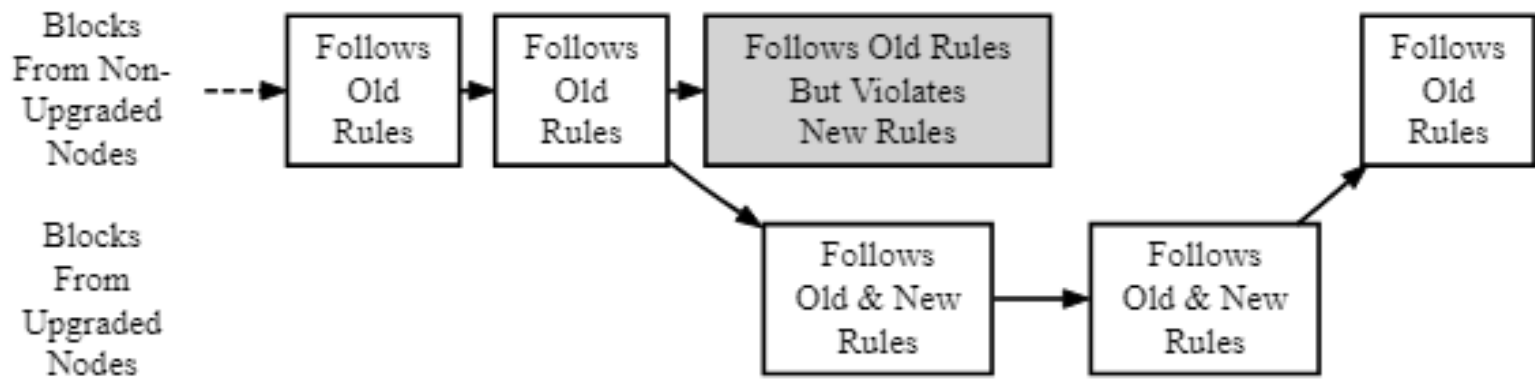 Blocks
From Non-
Upgraded
Nodes
Follows
Old
Rules
Follows
Old
Rules
Follows Old Rules
But Violates
New Rules
Follows
Old
Rules
Blocks
From
Upgraded
Nodes
Follows
Old & New
Rules
Follows
Old & New
Rules